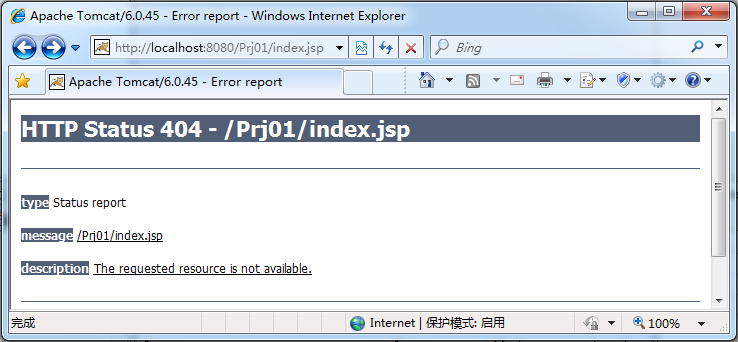 Apache Tomcat/6.0.45 - Error report - Windows Internet Explorer
http://localhost:8080/Prj01/index.jsp
Bing
Apache Tomcat/6.0.45 - Error report
HTTP Status 404 - /Prj01/index.jsp
type Status report
message /Prj01/index.jsp
description The requested resource is not available.
完成
Internet | 保护模式: 启用
100%